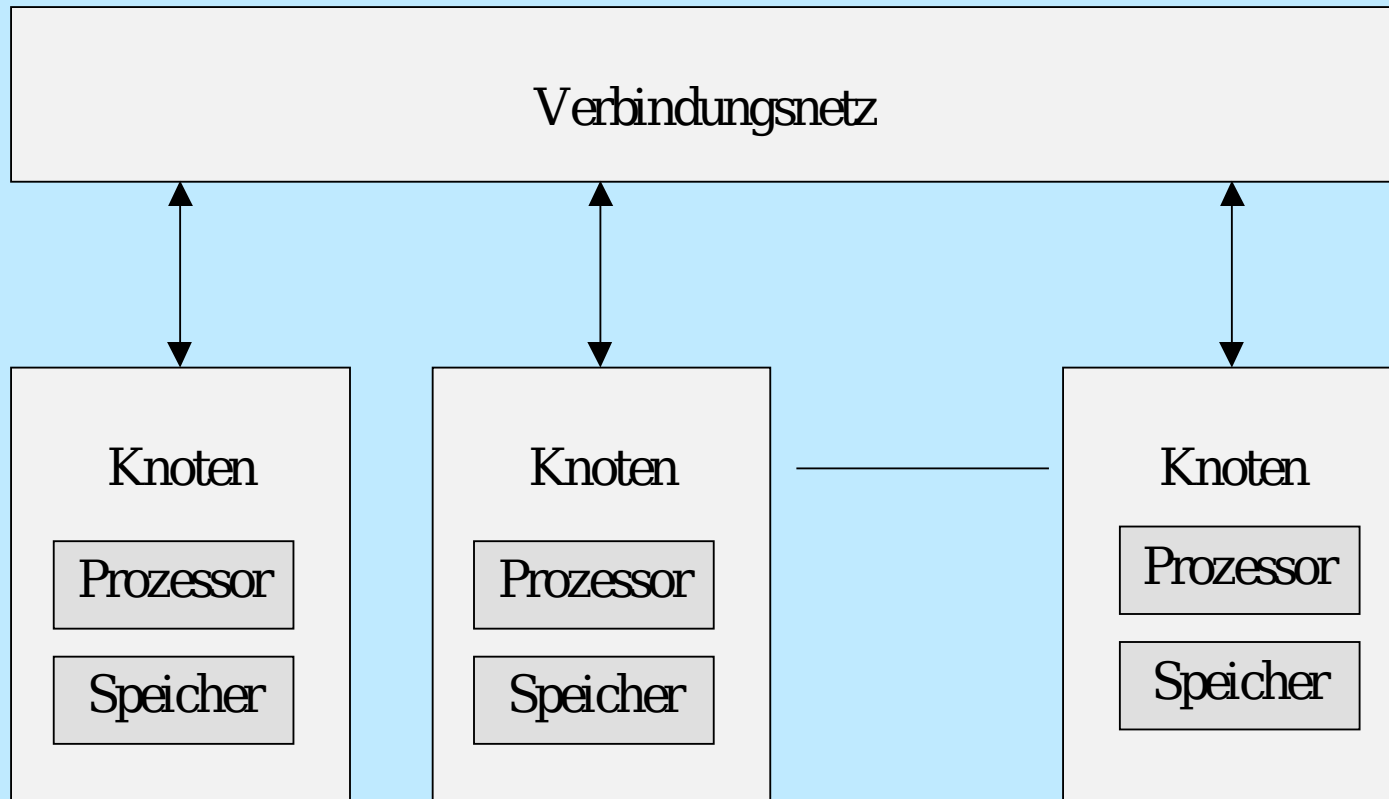 Verbindungsnetz
Knoten
Knoten
Knoten
Prozessor
Prozessor
Prozessor
Speicher
Speicher
Speicher